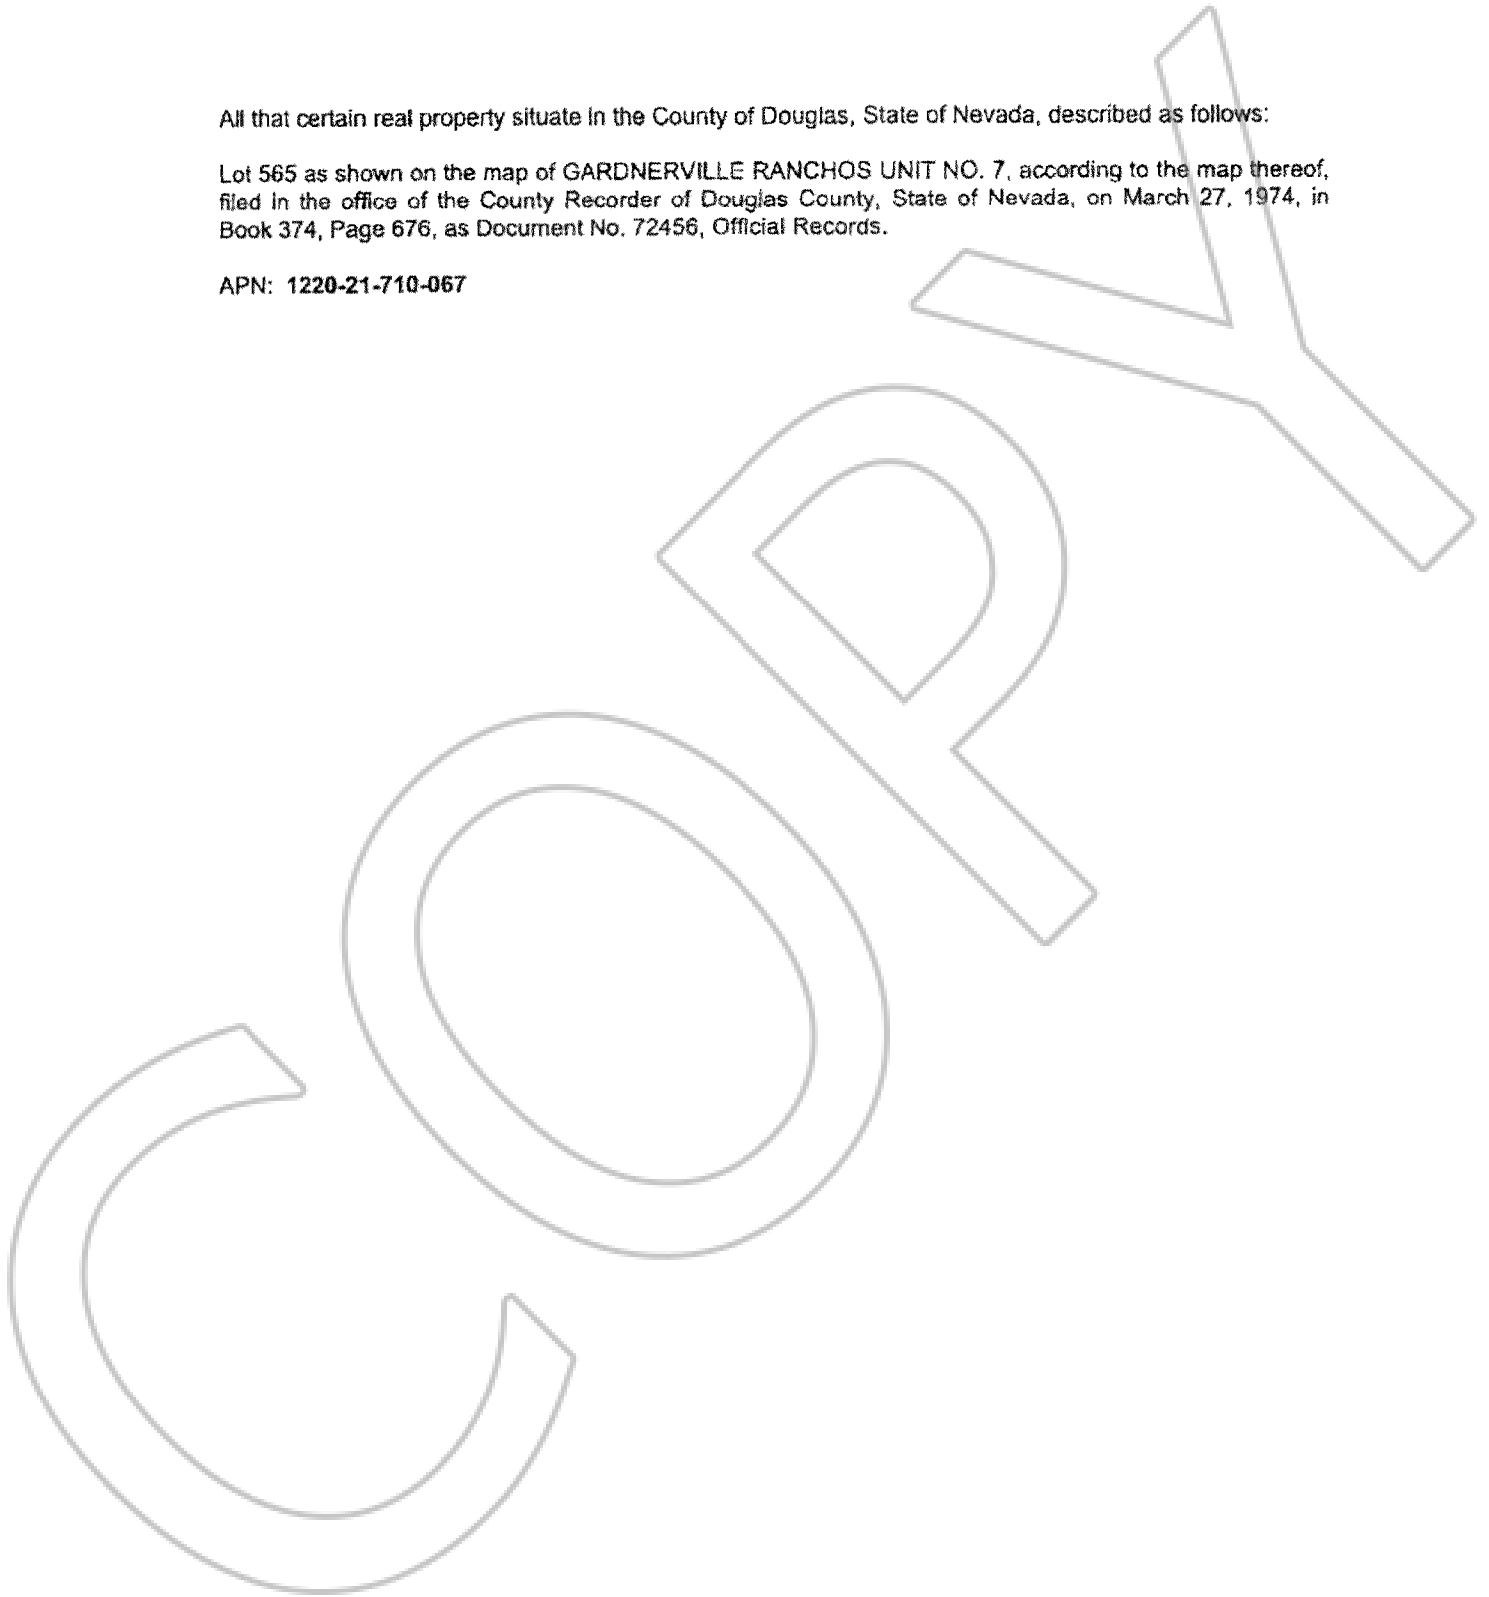 All that certain real property situate in the County of Douglas, State of Nevada, described as follows:
Lot 565 as shown on the map of GARDNERVILLE RANCHOS UNIT NO. 7, according to the map thereof,
filed in the office of the County Recorder of Douglas County, State of Nevada, on March 27, 1974, in
Book 374, Page 676, as Document No. 72456, Official Records.
APN: 1220-21-710-067
COPY